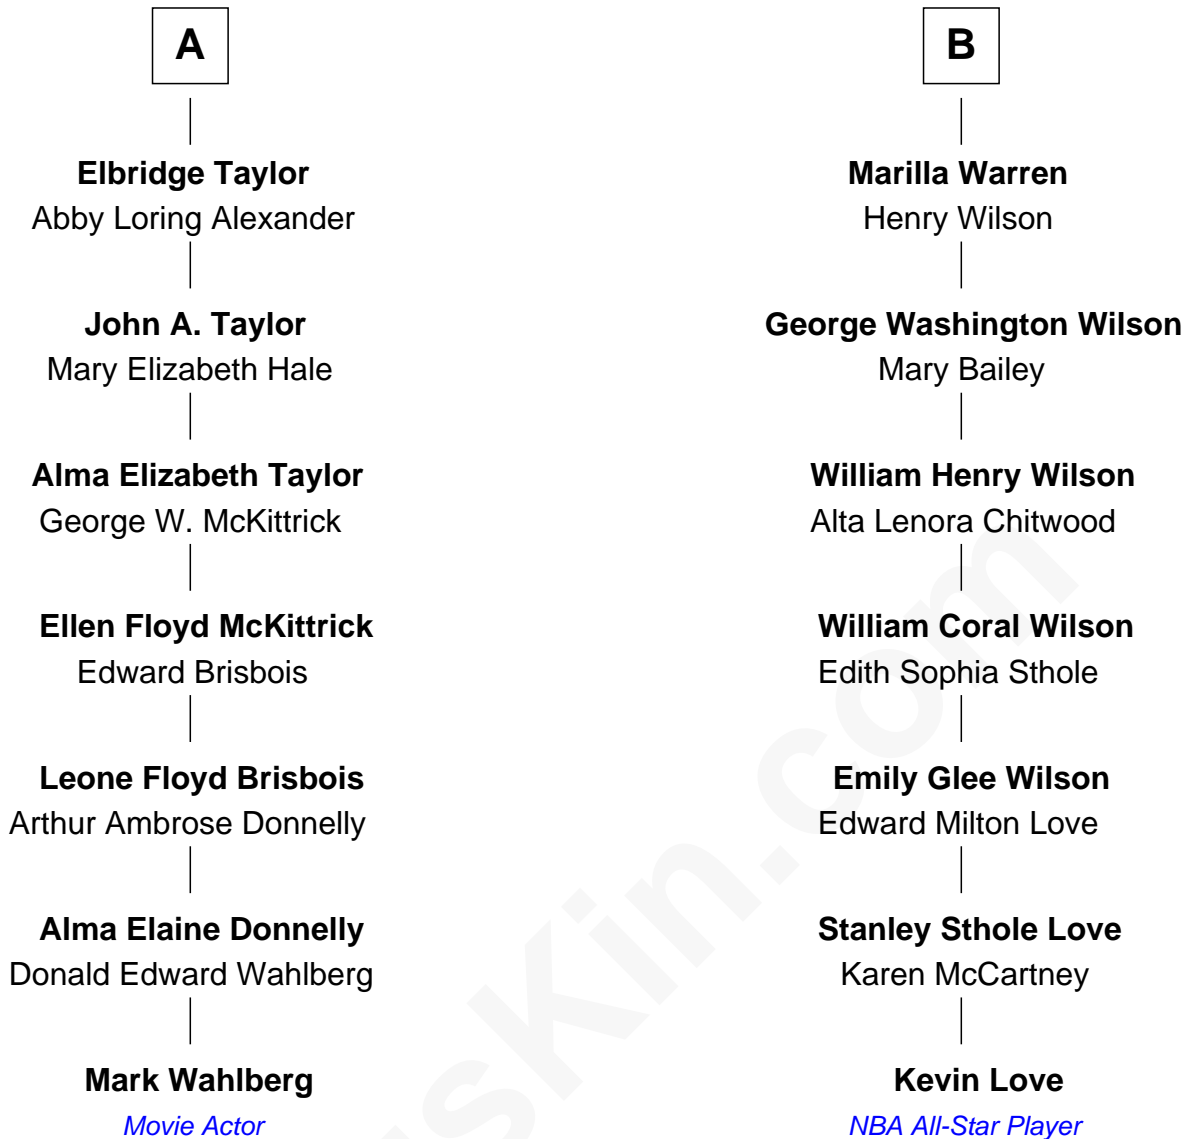 A
Elbridge Taylor
Abby Loring Alexander
John A. Taylor
Mary Elizabeth Hale
Alma Elizabeth Taylor
George W. McKittrick
Ellen Floyd McKittrick
Edward Brisbois
Leone Floyd Brisbois
Arthur Ambrose Donnelly
Alma Elaine Donnelly
Donald Edward Wahlberg
Mark Wahlberg
Movie Actor
B
Marilla Warren
Henry Wilson
George Washington Wilson
Mary Bailey
William Henry Wilson
Alta Lenora Chitwood
William Coral Wilson
Edith Sophia Sthole
Emily Glee Wilson
Edward Milton Love
Stanley Sthole Love
Karen McCartney
Kevin Love
NBA All-Star Player
sKin.com